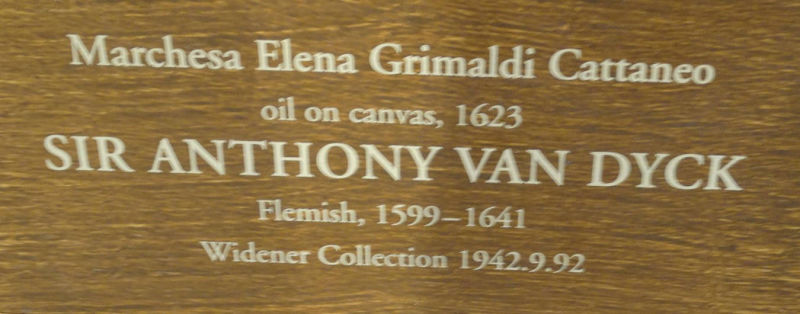 Marchesa Elena Grimaldi Cattaneo
oil on canvas, 1623
SIR ANTHONY VAN DYCK
Flemish, 1599–1641
Widener Collection 1942.9.92